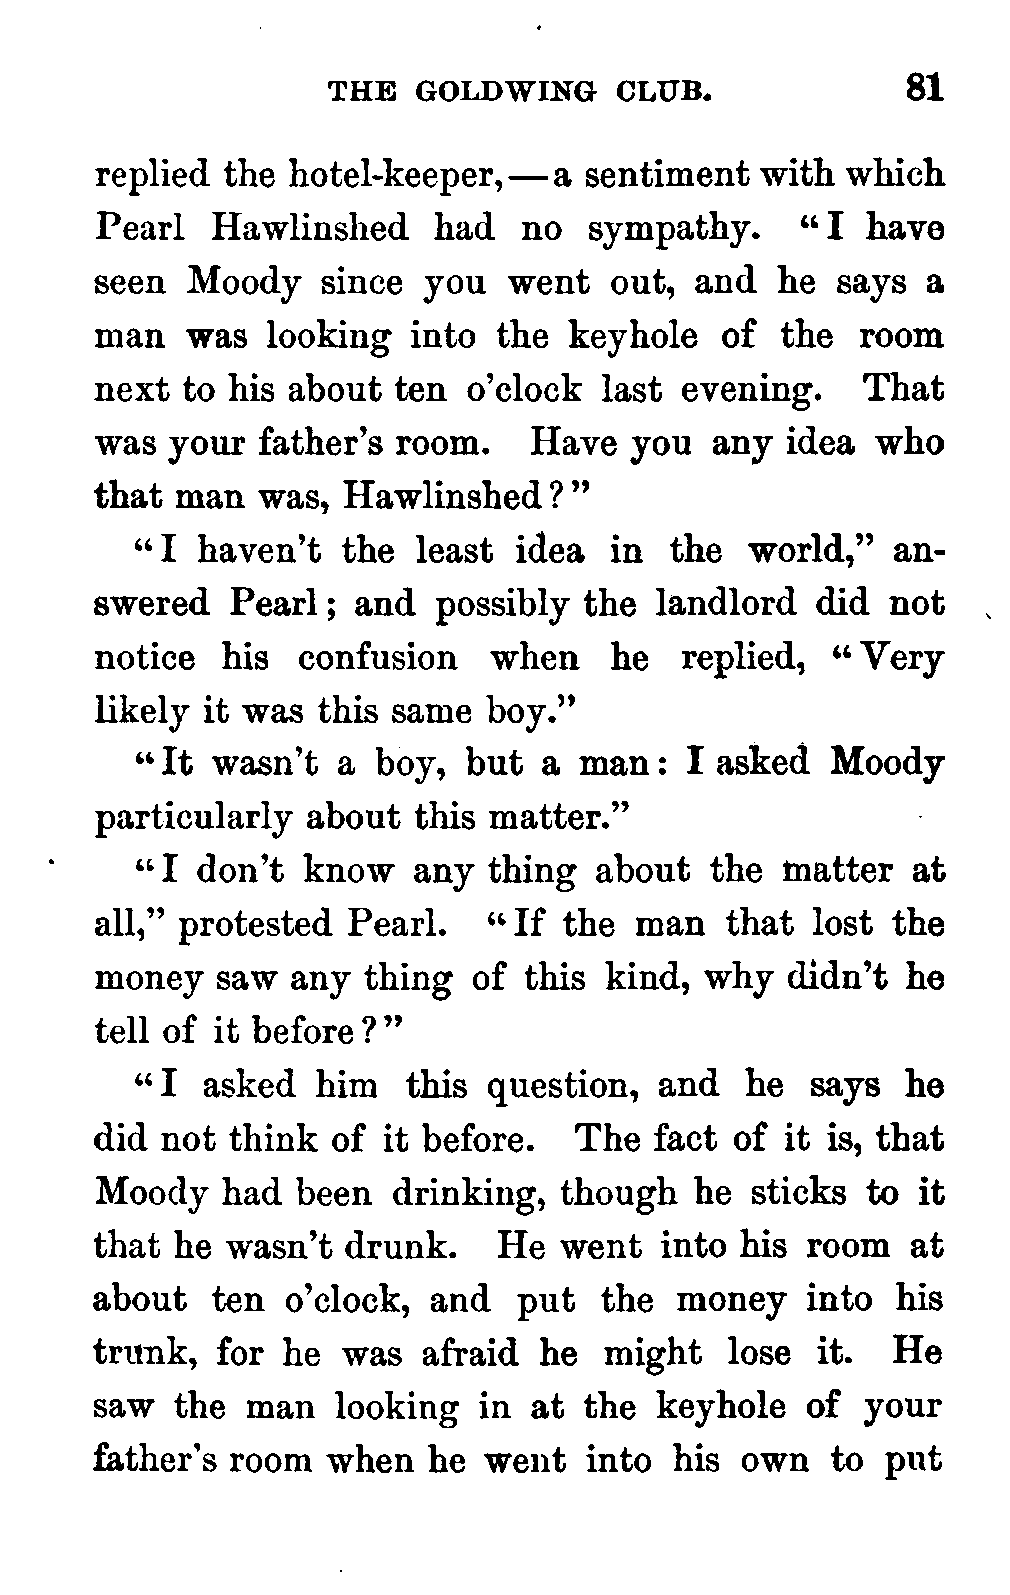 THE GOLDWING CLUB. 81
replied the hotel-keeper,—a sentiment with which
Pearl Hawlinshed had no sympathy. “I have
seen Moody since you went out, and he says a
man was looking into the keyhole of the room
next to his about ten o’clock last evening. That
was your father’s room. Have you any idea who
that man was, Hawlinshed?”
“I haven’t the least idea in the world,” an-
swered Pearl; and possibly the landlord did not
notice his confusion when he replied, “Very
likely it was this same boy.”
“It wasn’t a boy, but a man: I asked Moody
particularly about this matter.”
“I don’t know any thing about the matter at
all,” protested Pearl. “If the man that lost the
money saw any thing of this kind, why didn’t he
tell of it before?”
“I asked him this question, and he says he
did not think of it before. The fact of it is, that
Moody had been drinking, though he sticks to it
that he wasn’t drunk. He went into his room at
about ten o’clock, and put the money into his
trunk, for he was afraid he might lose it. He
saw the man looking in at the keyhole of your
father’s room when he went into his own to put